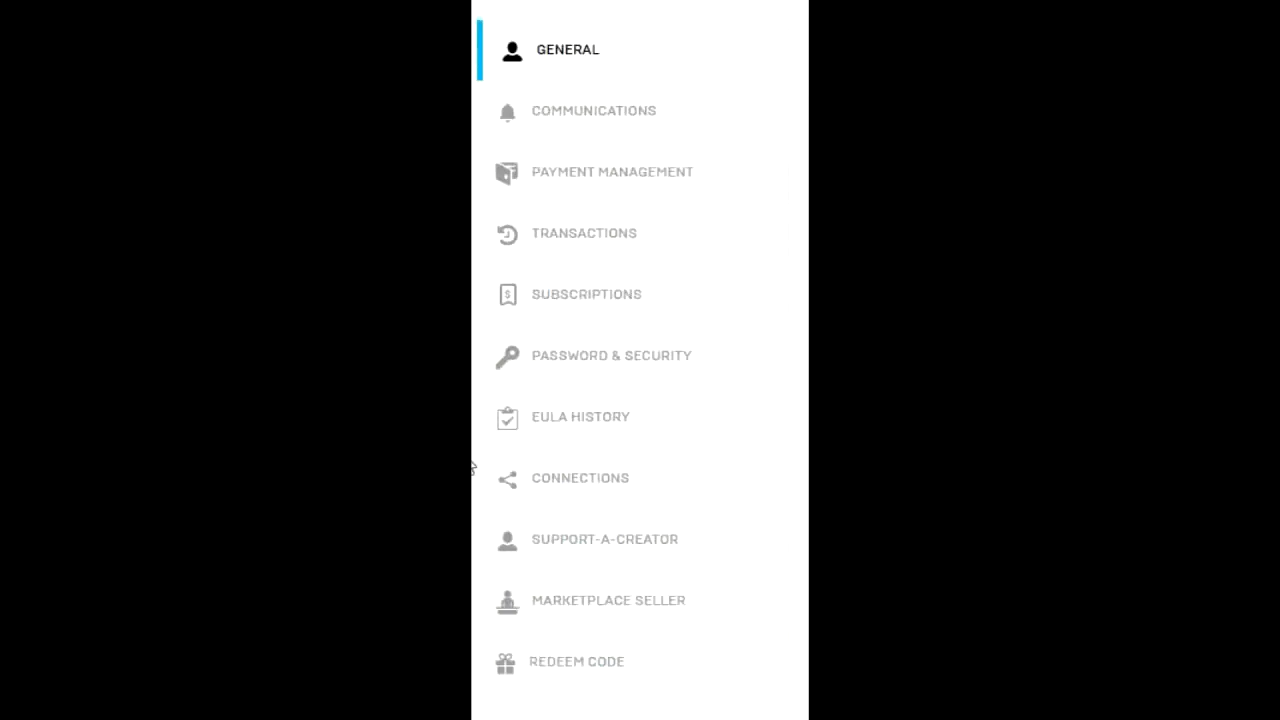 GENERAL
COMMUNICATIONS
PAYMENT MANAGEMENT
TRANSACTIONS
SUBSCRIPTIONS
PASSWORD & SECURITY
EULA HISTORY
CONNECTIONS
SUPPORT-A-CREATOR
MARKETPLACE SELLER
REDEEM CODE